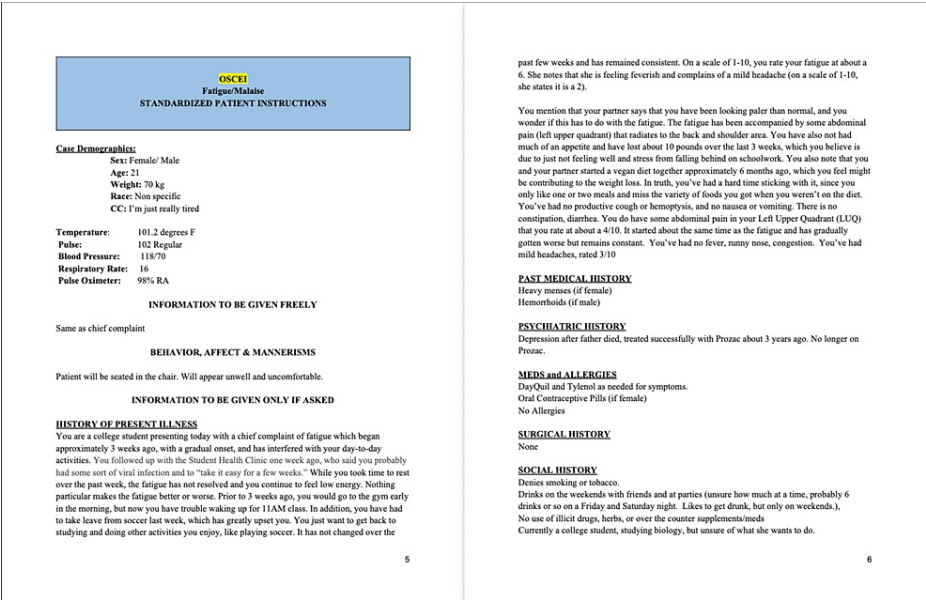 OSCEI
Fatigue/Malaise
STANDARDIZED PATIENT INSTRUCTIONS
Case Demographics:
Sex: Female/ Male
Age: 21
Weight: 70 kg
Race: Non specific
CC: I'm just really tired
Temperature: 101.2 degrees F
Pulse: 102 Regular
Blood Pressure: 118/70
Respiratory Rate: 16
Pulse Oximeter: 98% RA
INFORMATION TO BE GIVEN FREELY
Same as chief complaint
BEHAVIOR, AFFECT & MANNERISMS
Patient will be seated in the chair. Will appear unwell and uncomfortable.
INFORMATION TO BE GIVEN ONLY IF ASKED
HISTORY OF PRESENT ILLNESS
You are a college student presenting today with a chief complaint of fatigue which began
approximately 3 weeks ago, with a gradual onset, and has interfered with your day-to-day
activities. You followed up with the Student Health Clinic one week ago, who said you probably
had some sort of viral infection and to "take it easy for a few weeks." While you took time to rest
over the past week, the fatigue has not resolved and you continue to feel low energy. Nothing
particular makes the fatigue better or worse. Prior to 3 weeks ago, you would go to the gym early
in the morning, but now you have trouble waking up for 11AM class. In addition, you have had
to take leave from soccer last week, which has greatly upset you. You just want to get back to
studying and doing other activities you enjoy, like playing soccer. It has not changed over the
5
past few weeks and has remained consistent. On a scale of 1-10, you rate your fatigue at about a
6. She notes that she is feeling feverish and complains of a mild headache (on a scale of 1-10,
she states it is a 2).
You mention that your partner says that you have been looking paler than normal, and you
wonder if this has to do with the fatigue. The fatigue has been accompanied by some abdominal
pain (left upper quadrant) that radiates to the back and shoulder area. You have also not had
much of an appetite and have lost about 10 pounds over the last 3 weeks, which you believe is
due to just not feeling well and stress from falling behind on schoolwork. You also note that you
and your partner started a vegan diet together approximately 6 months ago, which you feel might
be contributing to the weight loss. In truth, you've had a hard time sticking with it, since you
only like one or two meals and miss the variety of foods you got when you weren't on the diet.
You've had no productive cough or hemoptysis, and no nausea or vomiting. There is no
constipation, diarrhea. You do have some abdominal pain in your Left Upper Quadrant (LUQ)
that you rate at about a 4/10. It started about the same time as the fatigue and has gradually
gotten worse but remains constant. You've had no fever, runny nose, congestion. You've had
mild headaches, rated 3/10
PAST MEDICAL HISTORY
Heavy menses (if female)
Hemorrhoids (if male)
PSYCHIATRIC HISTORY
Depression after father died, treated successfully with Prozac about 3 years ago. No longer on
Prozac.
MEDS and ALLERGIES
DayQuil and Tylenol as needed for symptoms.
Oral Contraceptive Pills (if female)
No Allergies
SURGICAL HISTORY
None
SOCIAL HISTORY
Denies smoking or tobacco.
Drinks on the weekends with friends and at parties (unsure how much at a time, probably 6
drinks or so on a Friday and Saturday night. Likes to get drunk, but only on weekends.),
No use of illicit drugs, herbs, or over the counter supplements/meds
Currently a college student, studying biology, but unsure of what she wants to do.
6